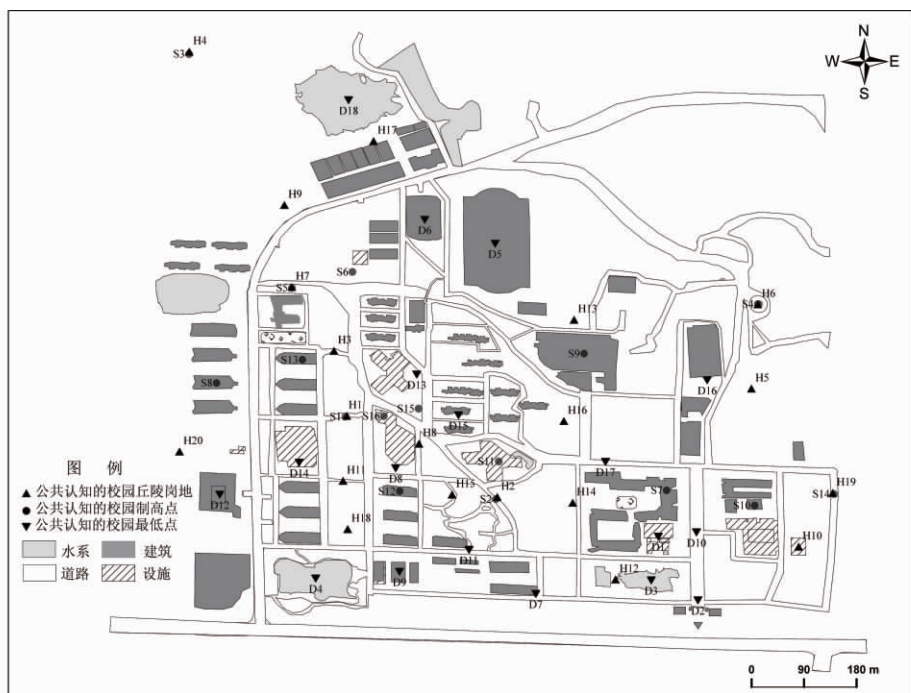 N
W E
S
H4
S3
D18
H17
H9
D6
D5
S6
H7
S5
H6
S4
H13
H3
S13
S9
D13
D16
H5
S8
S15
H1
S1
S16
D15
H16
H8
H20
D14
D8
S11
D17
H11
S12
H15
H2
S2
H14
S7
H19
S14
D12
S10
H18
D1
D10
H10
D11
D4
D9
H12
D3
D7
D2
图 例
公共认知的校园丘陵岗地
公共认知的校园制高点
公共认知的校园最低点
水系 建筑
道路 设施
0 90 180 m